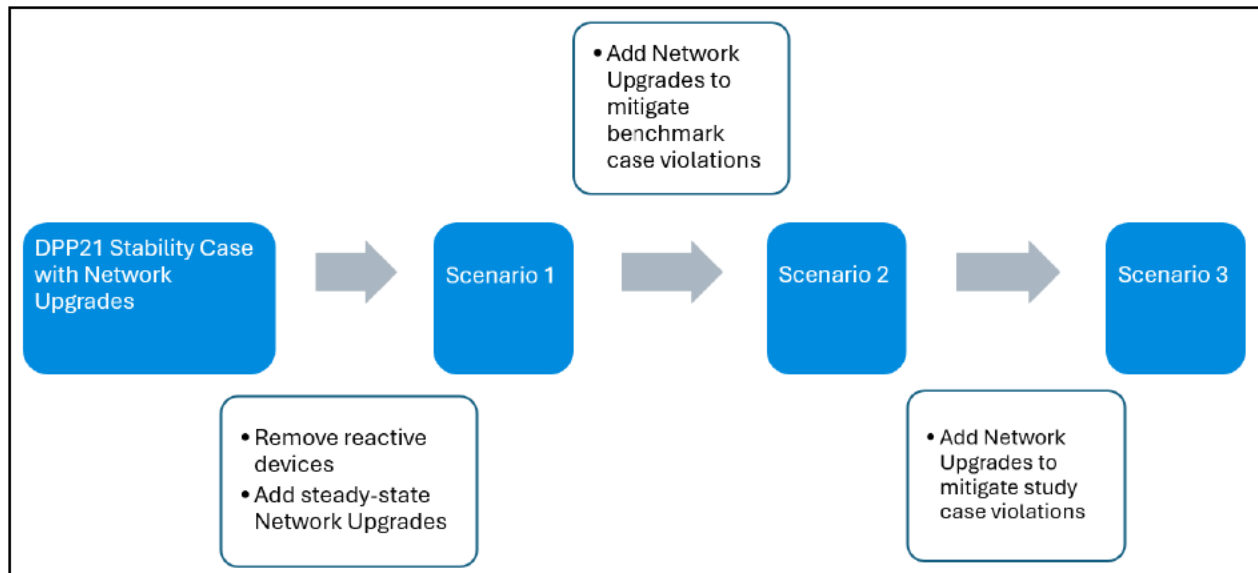 • Add Network
Upgrades to
mitigate
benchmark
case violations
DPP21 Stability Case
with Network
Upgrades
Scenario 1
Scenario 2
Scenario 3
• Remove reactive
devices
• Add steady-state
Network Upgrades
• Add Network
Upgrades to
mitigate study
case violations